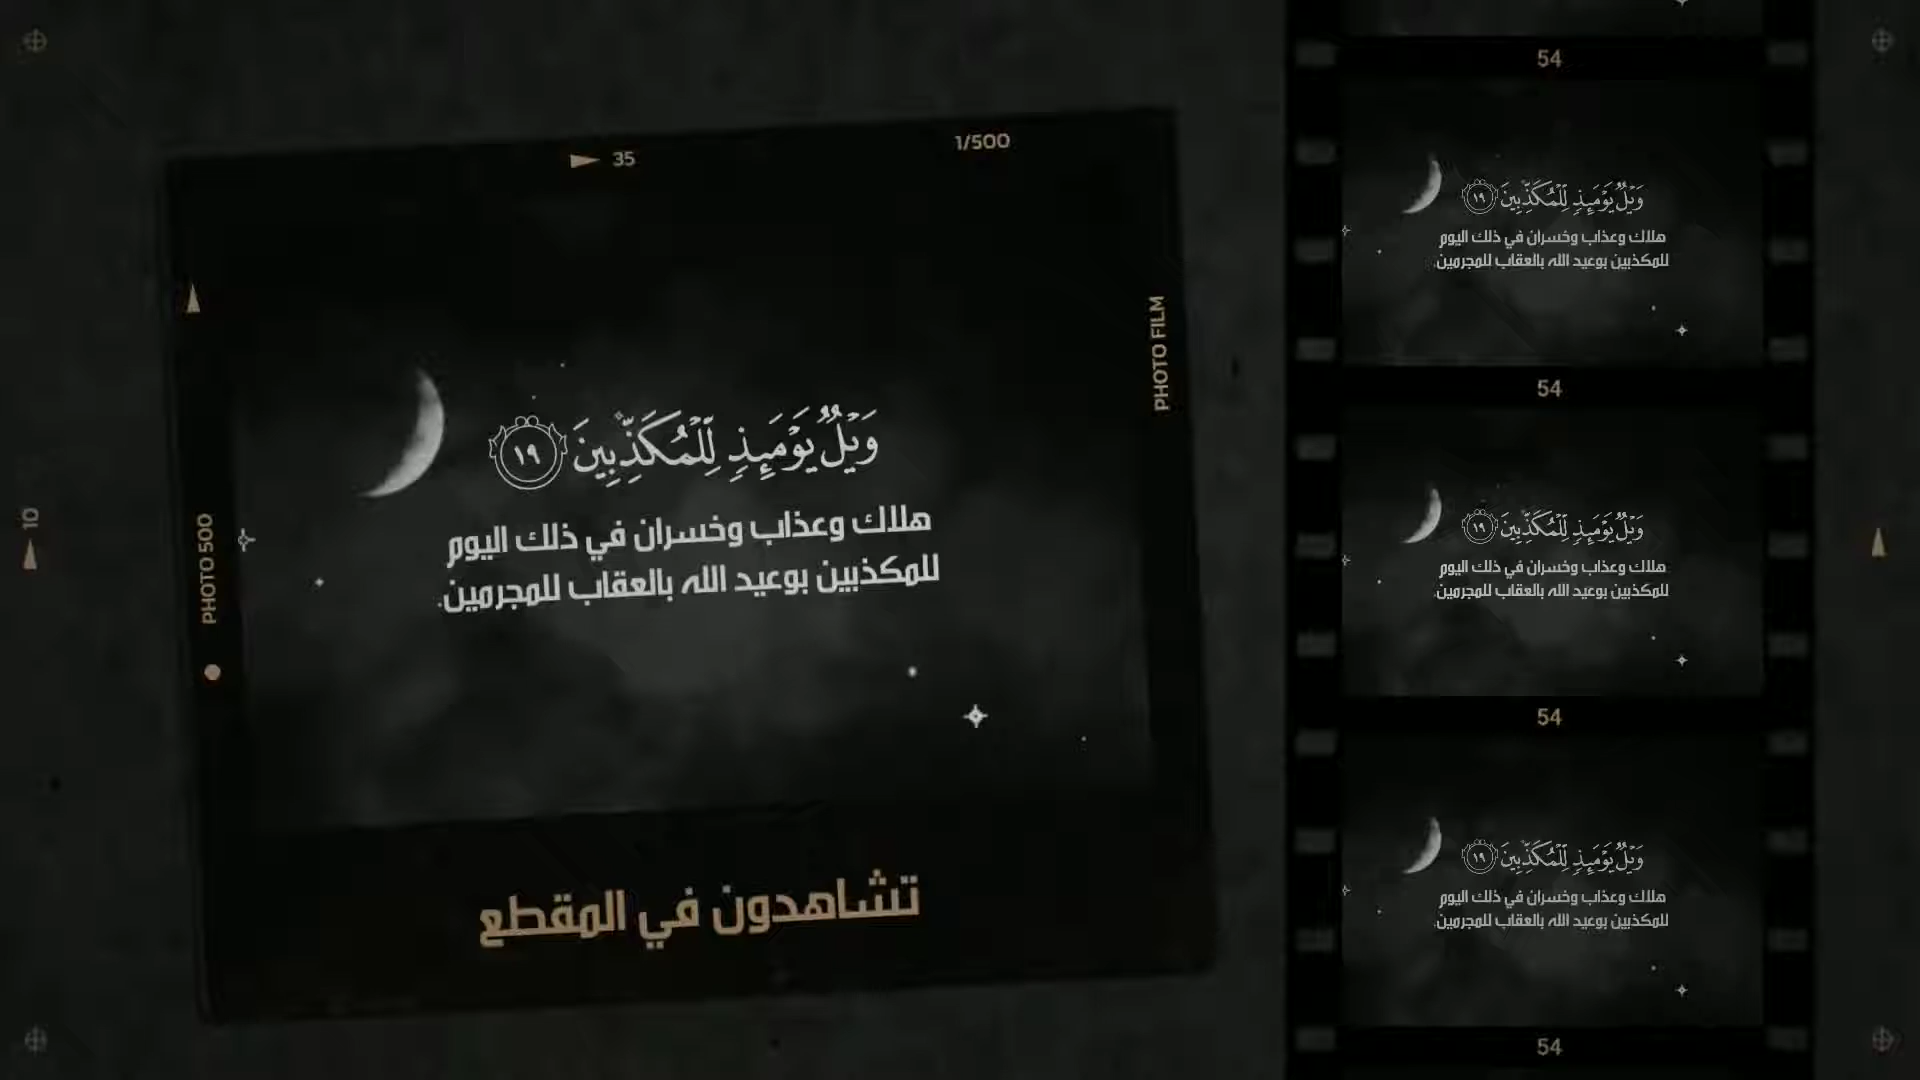 35
1/500
PHOTO FILM
PHOTO 500
10
وَيْلٌ يَوْمَئِذٍ لِّلْمُكَذِّبِينَ ١٩
هلاك وعذاب وخسران في ذلك اليوم
للمكذبين بوعيد الله بالعقاب للمجرمين.
تشاهدون في المقطع
54
وَيْلٌ يَوْمَئِذٍ لِّلْمُكَذِّبِينَ ١٩
هلاك وعذاب وخسران في ذلك اليوم
للمكذبين بوعيد الله بالعقاب للمجرمين.
54
وَيْلٌ يَوْمَئِذٍ لِّلْمُكَذِّبِينَ ١٩
هلاك وعذاب وخسران في ذلك اليوم
للمكذبين بوعيد الله بالعقاب للمجرمين.
54
وَيْلٌ يَوْمَئِذٍ لِّلْمُكَذِّبِينَ ١٩
هلاك وعذاب وخسران في ذلك اليوم
للمكذبين بوعيد الله بالعقاب للمجرمين.
54